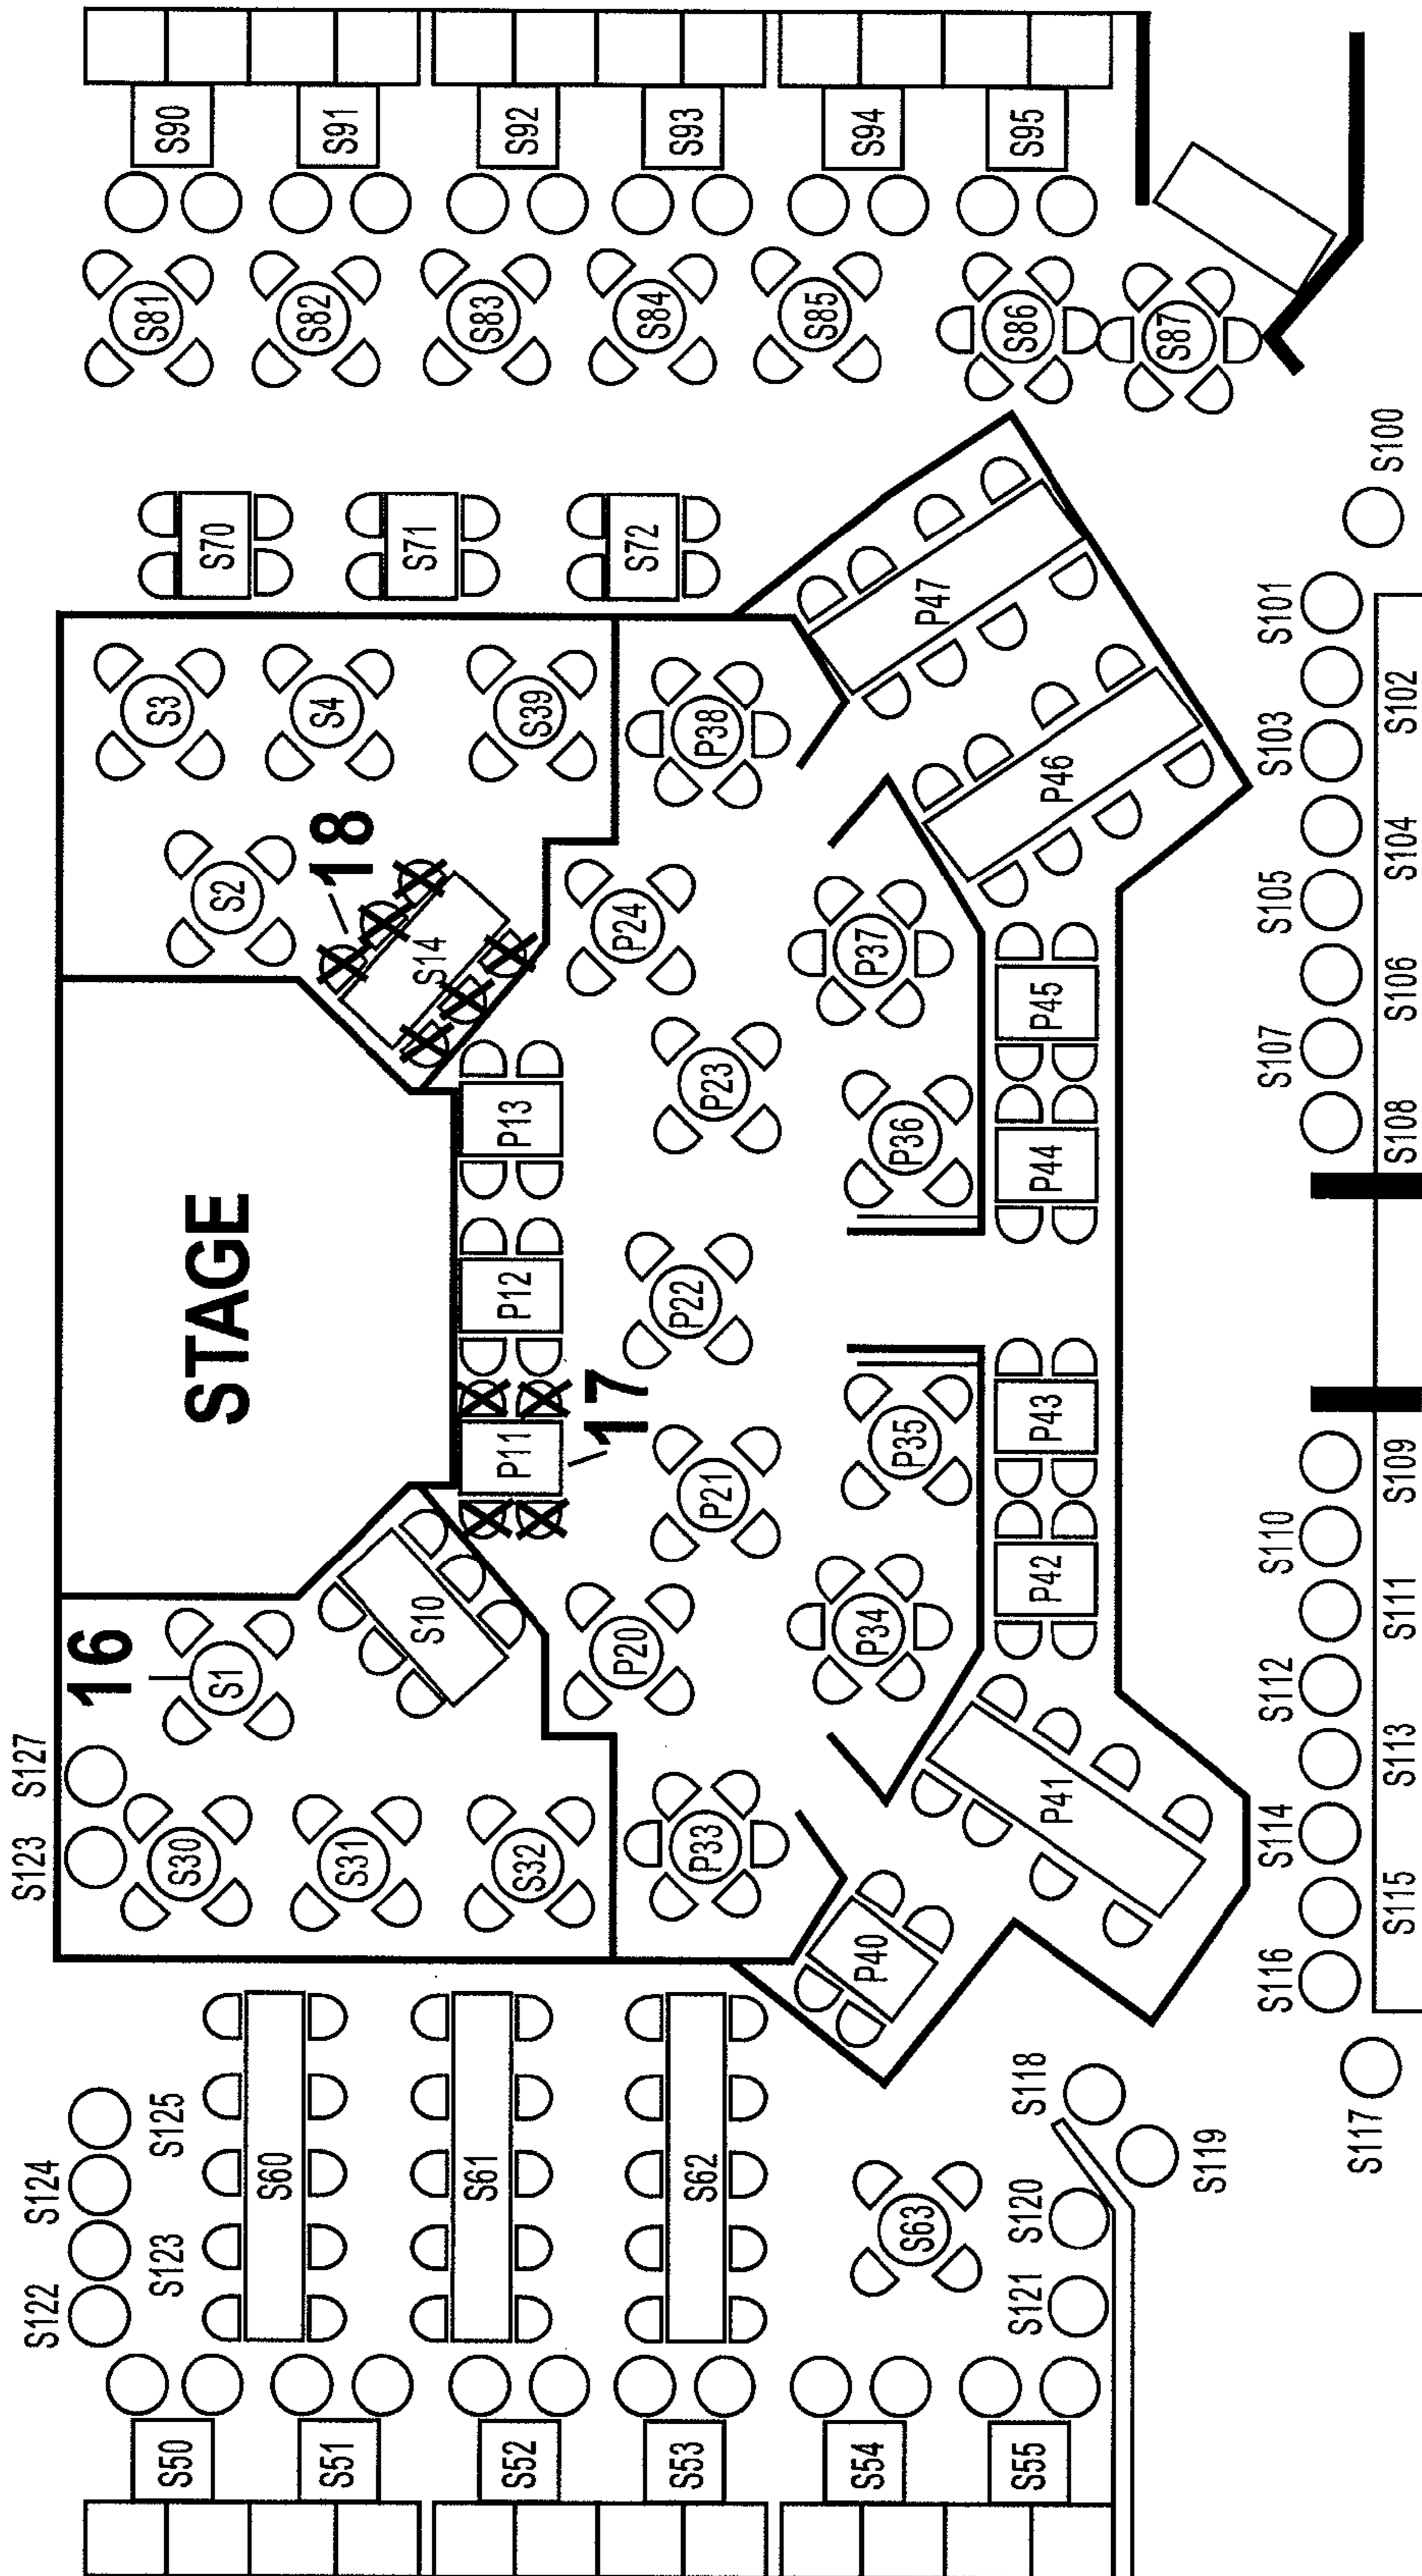 S122
S124
S123
S125
S123
S127
16
STAGE
S50
S51
S52
S53
S54
S55
S60
S61
S62
S63
S121
S120
S119
S118
S117
S30
S31
S32
S1
S10
P33
P20
P11
17
P21
P34
P35
P40
P41
P42
P43
P12
P22
P13
P23
P24
P36
P37
P44
P45
S14
18
S2
S3
S4
S39
P38
P46
P47
S70
S71
S72
S81
S82
S83
S84
S85
S86
S87
S90
S91
S92
S93
S94
S95
S116
S115
S114
S113
S112
S111
S110
S109
S108
S107
S106
S105
S104
S103
S102
S101
S100